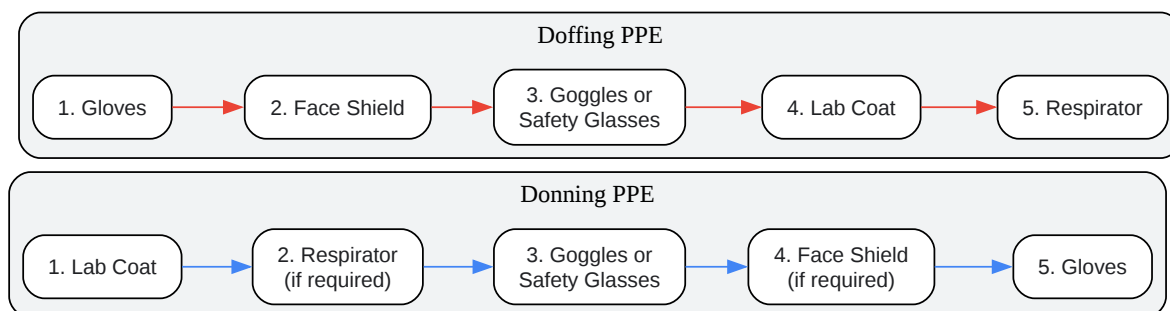 Doffing PPE
1. Gloves
2. Face Shield
3. Goggles or
Safety Glasses
4. Lab Coat
5. Respirator
Donning PPE
1. Lab Coat
2. Respirator
(if required)
3. Goggles or
Safety Glasses
4. Face Shield
(if required)
5. Gloves